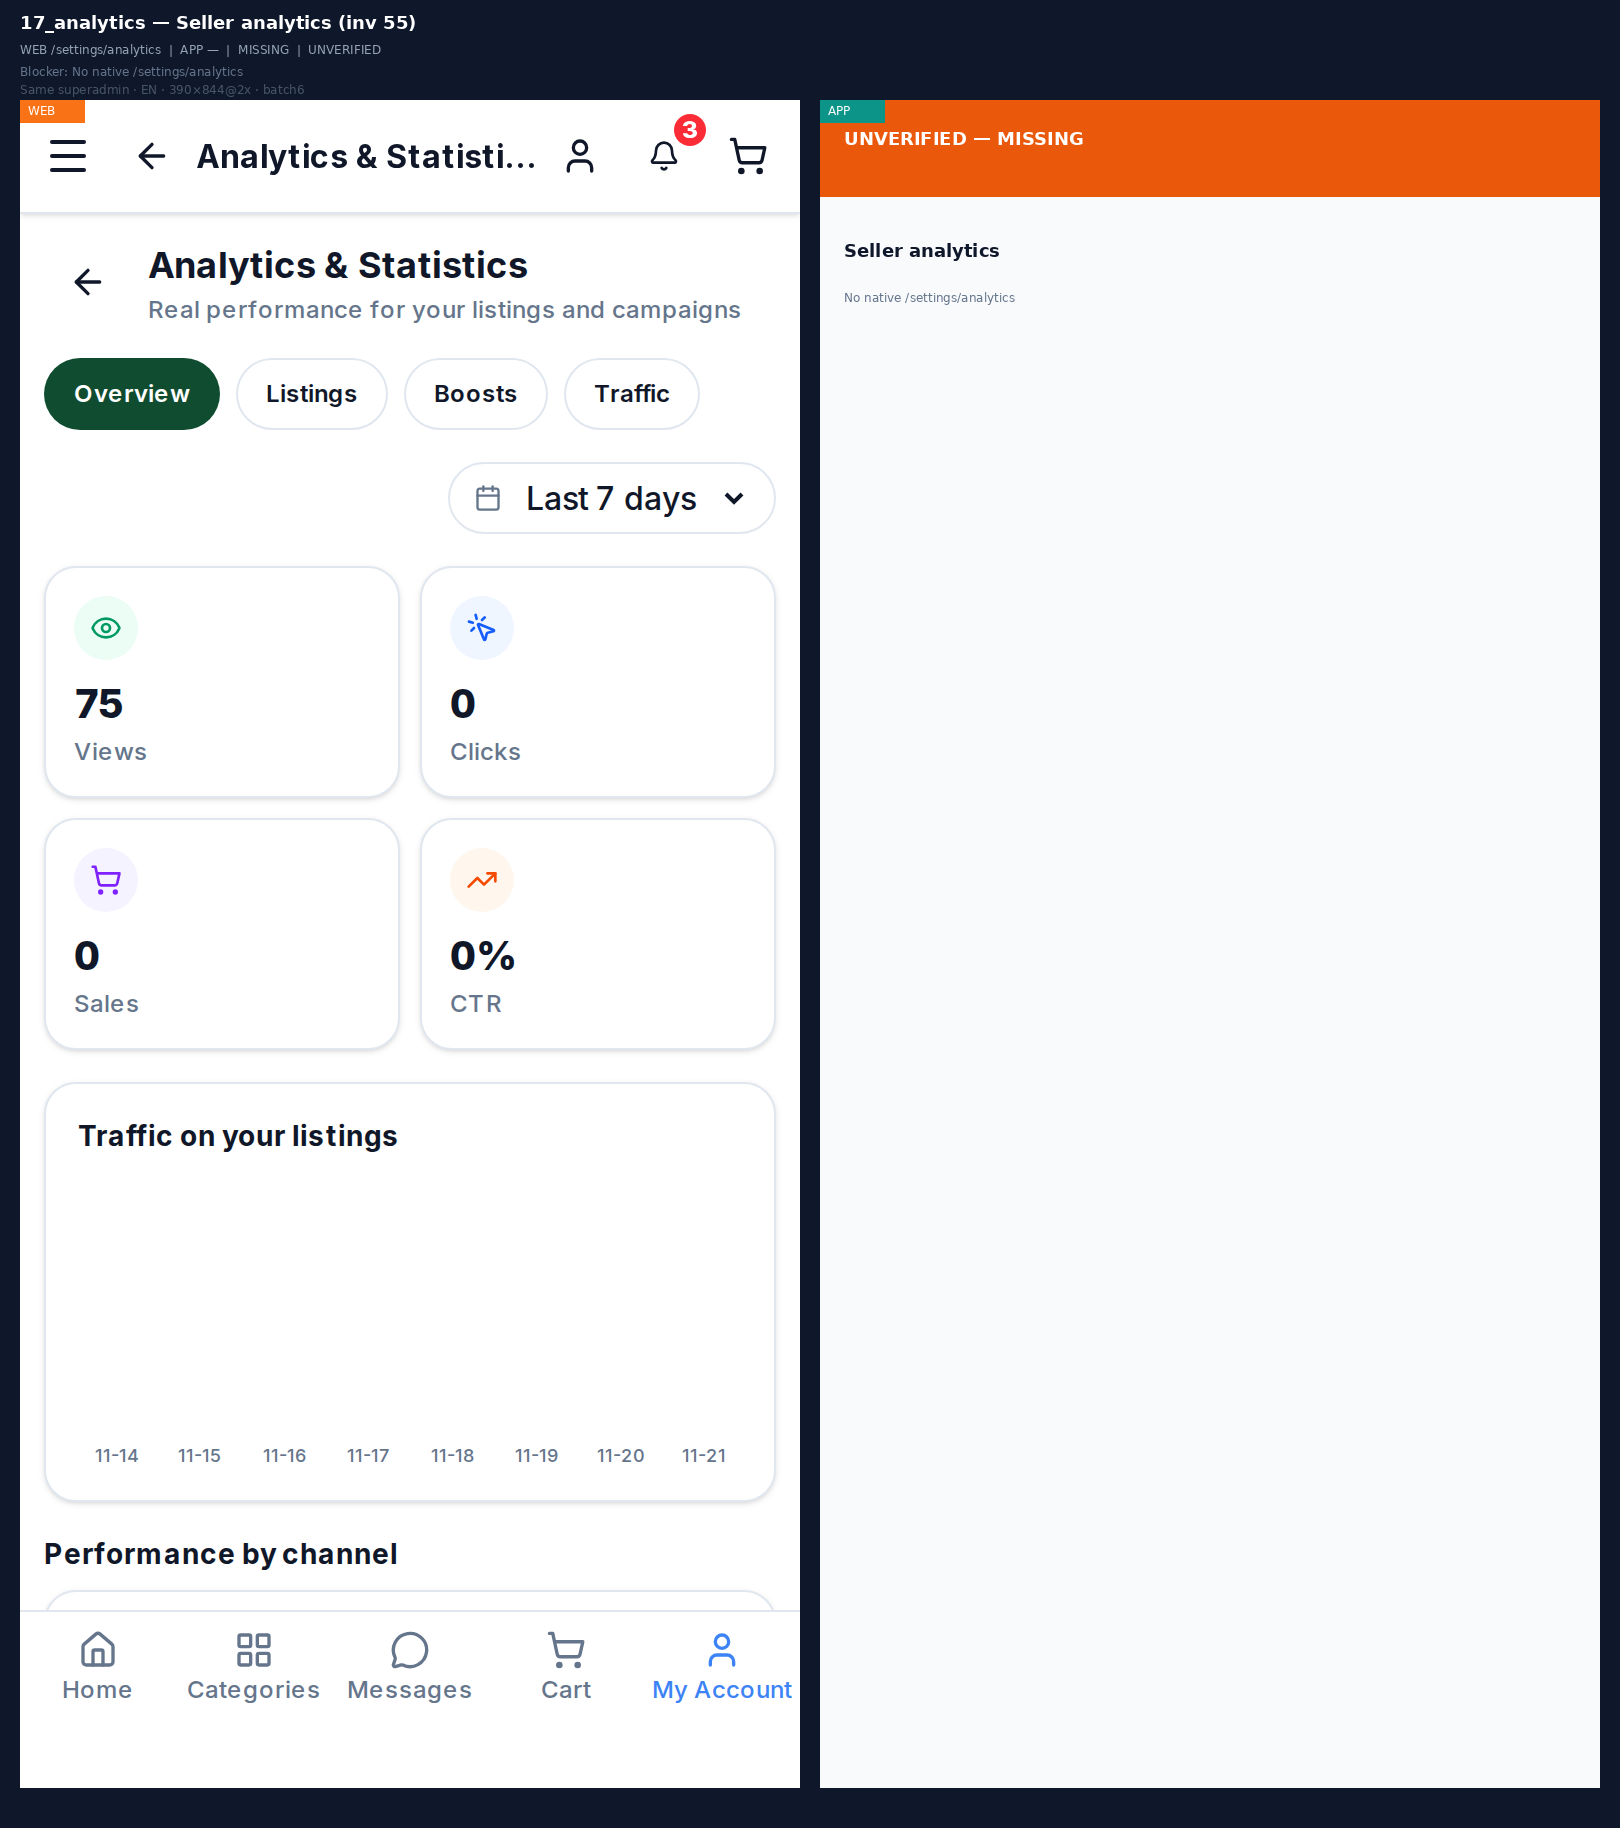 17_analytics — Seller analytics (inv 55)
WEB /settings/analytics | APP — | MISSING | UNVERIFIED
Blocker: No native /settings/analytics
Same superadmin · EN · 390×844@2x · batch6
WEB
Analytics & Statisti...
3
Analytics & Statistics
Real performance for your listings and campaigns
Overview
Listings
Boosts
Traffic
Last 7 days
75
Views
0
Clicks
0
Sales
0%
CTR
Traffic on your listings
11-14 11-15 11-16 11-17 11-18 11-19 11-20 11-21
Performance by channel
Home
Categories
Messages
Cart
My Account
APP
UNVERIFIED — MISSING
Seller analytics
No native /settings/analytics